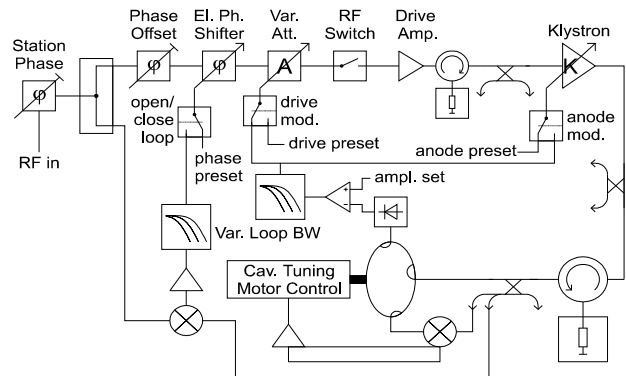 Station
Phase
Phase
Offset
El. Ph.
Shifter
Var.
Att.
RF
Switch
Drive
Amp.
Klystron
φ
φ
φ
A
K
RF in
open/
close
loop
phase
preset
drive
mod.
drive preset
anode
mod.
anode preset
ampl. set
+
−
Var. Loop BW
Cav. Tuning
Motor Control